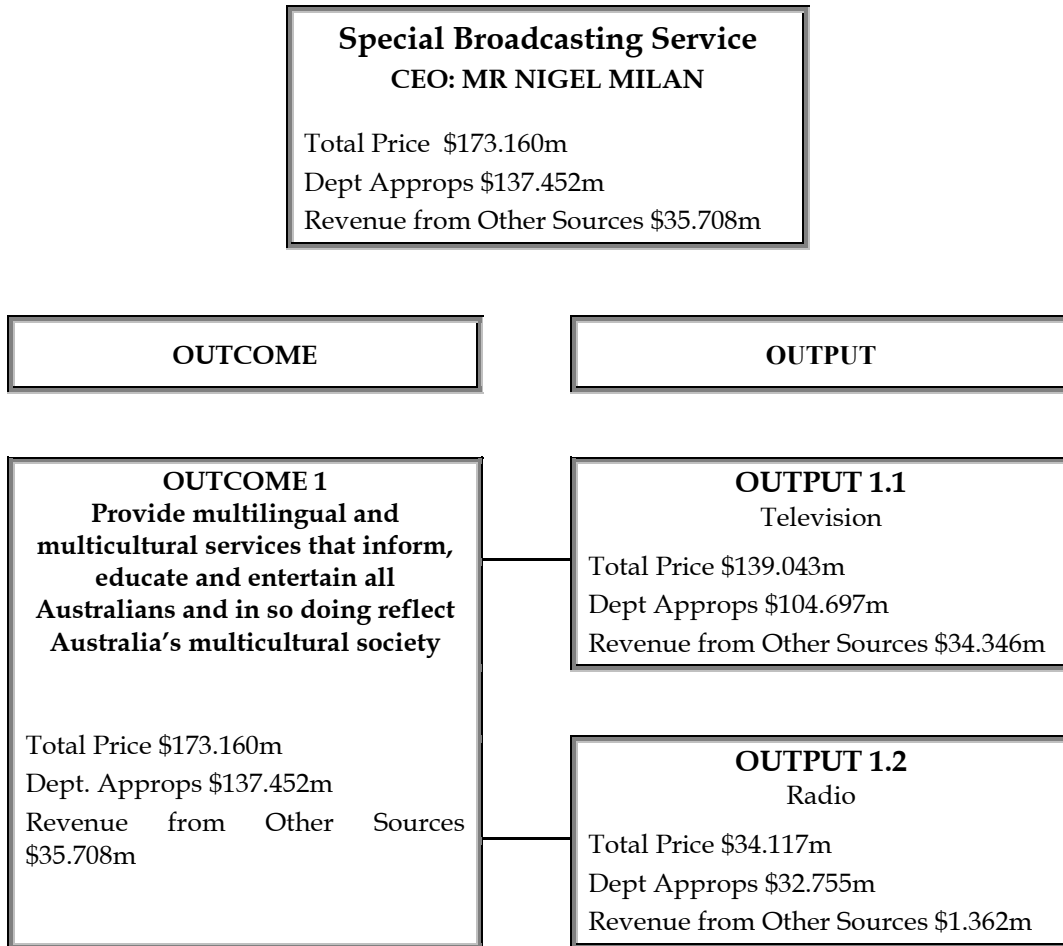 Special Broadcasting Service
CEO: MR NIGEL MILAN
Total Price $173.160m
Dept Approps $137.452m
Revenue from Other Sources $35.708m
OUTCOME
OUTPUT
OUTCOME 1
Provide multilingual and
multicultural services that inform,
educate and entertain all
Australians and in so doing reflect
Australia's multicultural society
Total Price $173.160m
Dept. Approps $137.452m
Revenue from Other Sources
$35.708m
OUTPUT 1.1
Television
Total Price $139.043m
Dept Approps $104.697m
Revenue from Other Sources $34.346m
OUTPUT 1.2
Radio
Total Price $34.117m
Dept Approps $32.755m
Revenue from Other Sources $1.362m